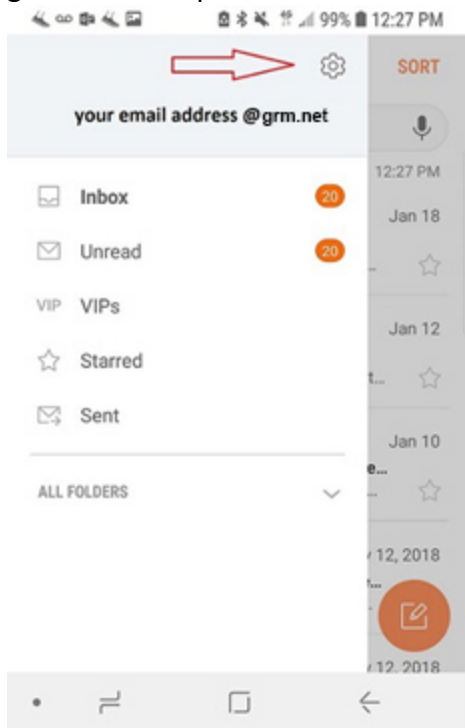 99% 12:27 PM
SORT
your email address @grm.net
12:27 PM
Inbox 20
Jan 18
Unread 20
VIP VIPs
Jan 12
Starred
Sent
Jan 10
ALL FOLDERS
12, 2018
12, 2018